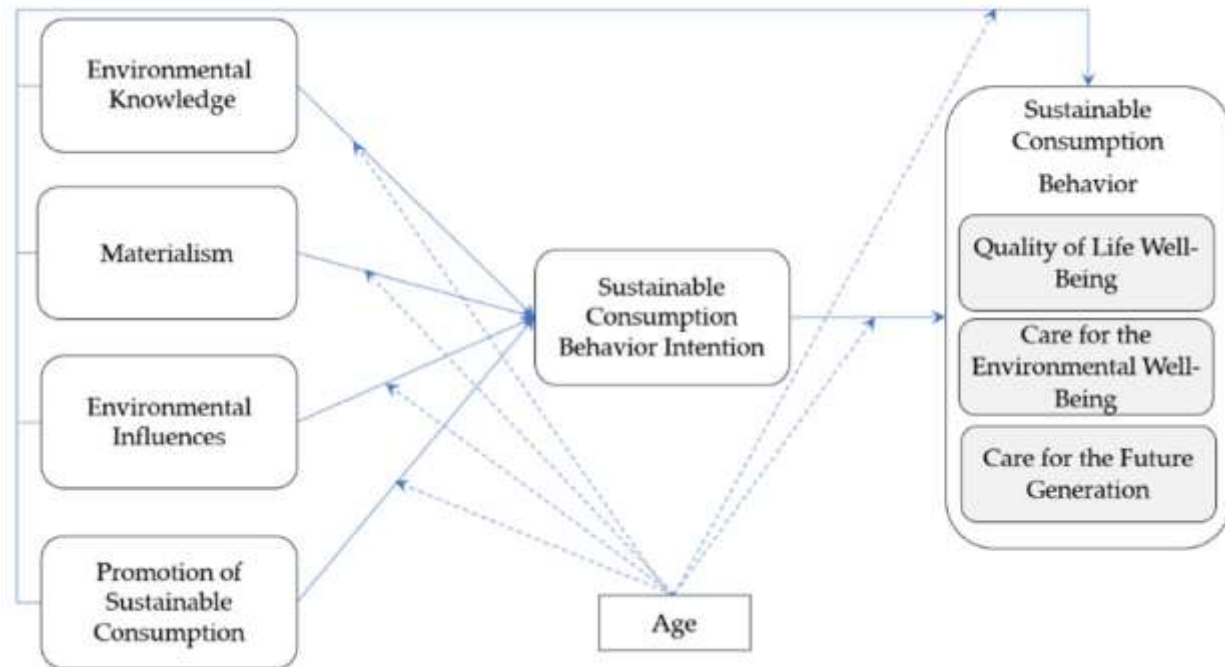 Environmental
Knowledge
Materialism
Environmental
Influences
Promotion of
Sustainable
Consumption
Sustainable
Consumption
Behavior Intention
Age
Sustainable
Consumption
Behavior
Quality of Life Well-
Being
Care for the
Environmental Well-
Being
Care for the Future
Generation